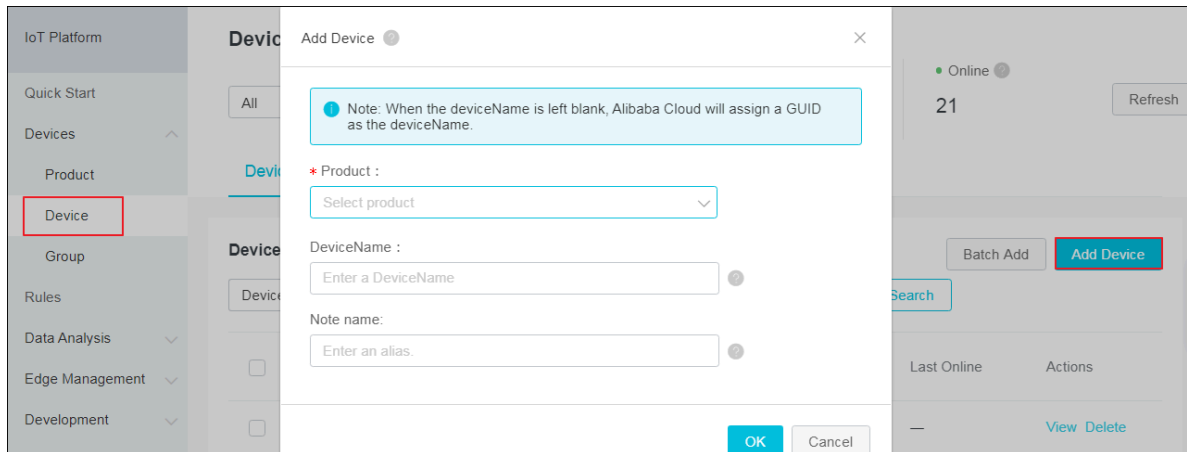 IoT Platform
Quick Start
Devices
Product
Device
Group
Rules
Data Analysis
Edge Management
Development
Devic
All
Devi
Device
Device
Add Device
Note: When the deviceName is left blank, Alibaba Cloud will assign a GUID
as the deviceName.
* Product :
Select product
DeviceName :
Enter a DeviceName
Note name:
Enter an alias.
OK Cancel
Online
21
Refresh
Batch Add Add Device
Search
Last Online Actions
— View Delete